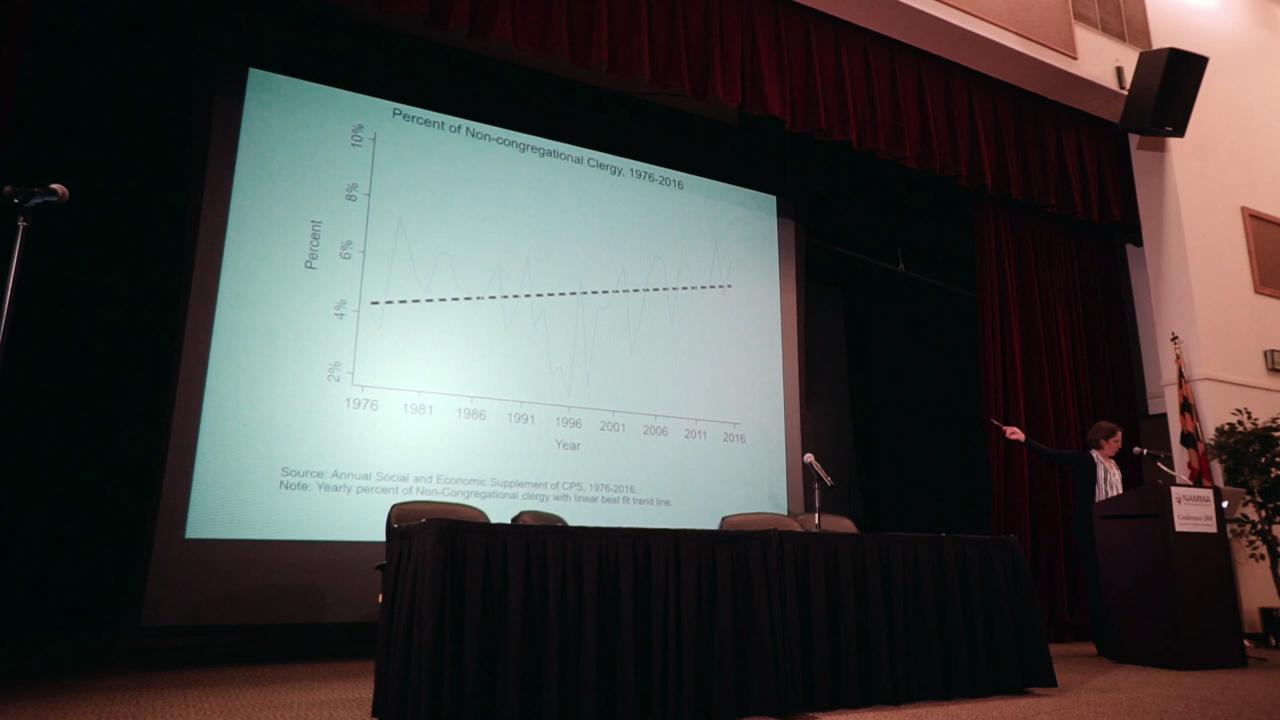 Percent of Non-congregational Clergy, 1976-2016
10%
8%
6%
4%
2%
Percent
1976 1981 1986 1991 1996 2001 2006 2011 2016
Year
Source: Annual Social and Economic Supplement of CPS, 1976-2016.
Note: Yearly percent of Non-Congregational clergy with linear best fit trend line.
NAMMA
Conference